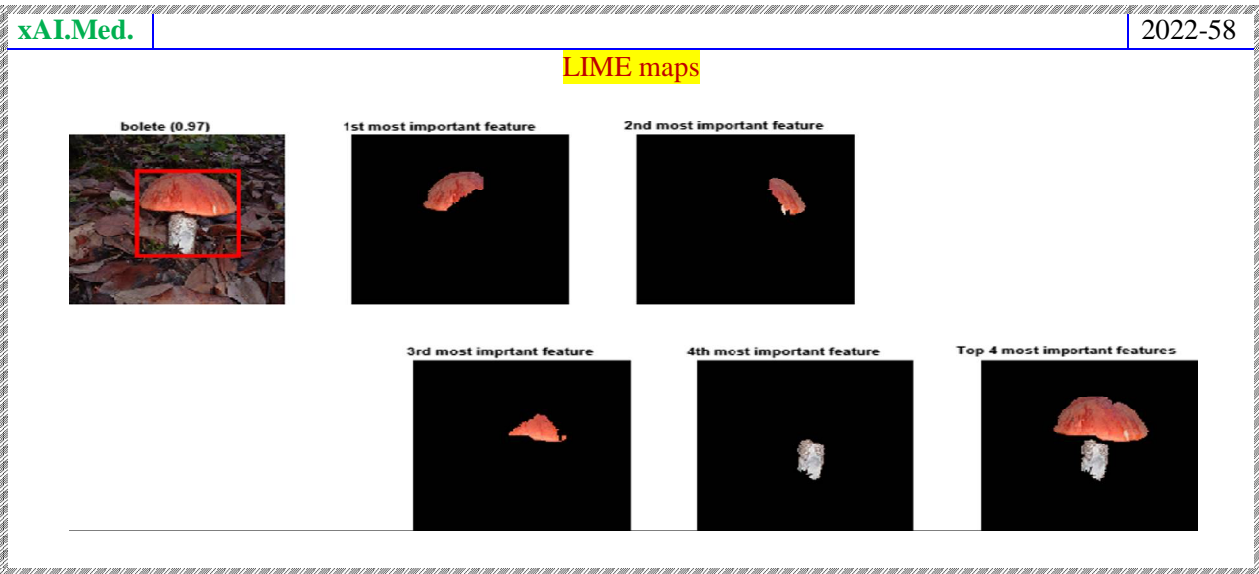 xAI.Med.
2022-58
LIME maps
bolete (0.97)
1st most important feature
2nd most important feature
3rd most imprtant feature
4th most important feature
Top 4 most important features